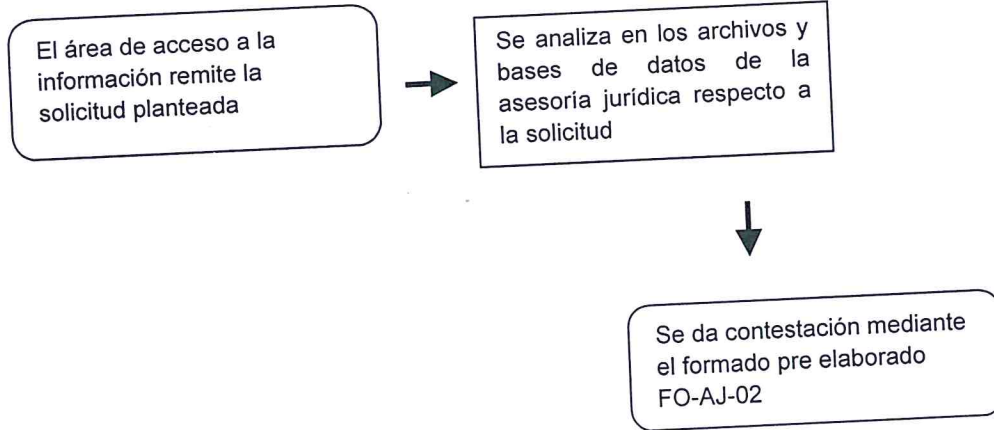 El área de acceso a la
información remite la
solicitud planteada
Se analiza en los archivos y
bases de datos de la
asesoría jurídica respecto a
la solicitud
Se da contestación mediante
el formado pre elaborado
FO-AJ-02